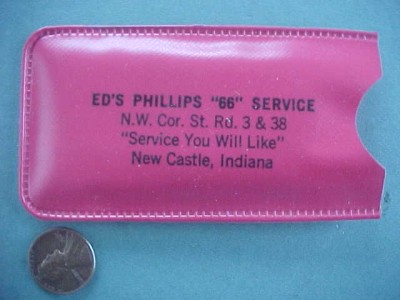 ED'S PHILLIPS "66" SERVICE
N.W. Cor. St. Rd. 3 & 38
"Service You Will Like"
New Castle, Indiana